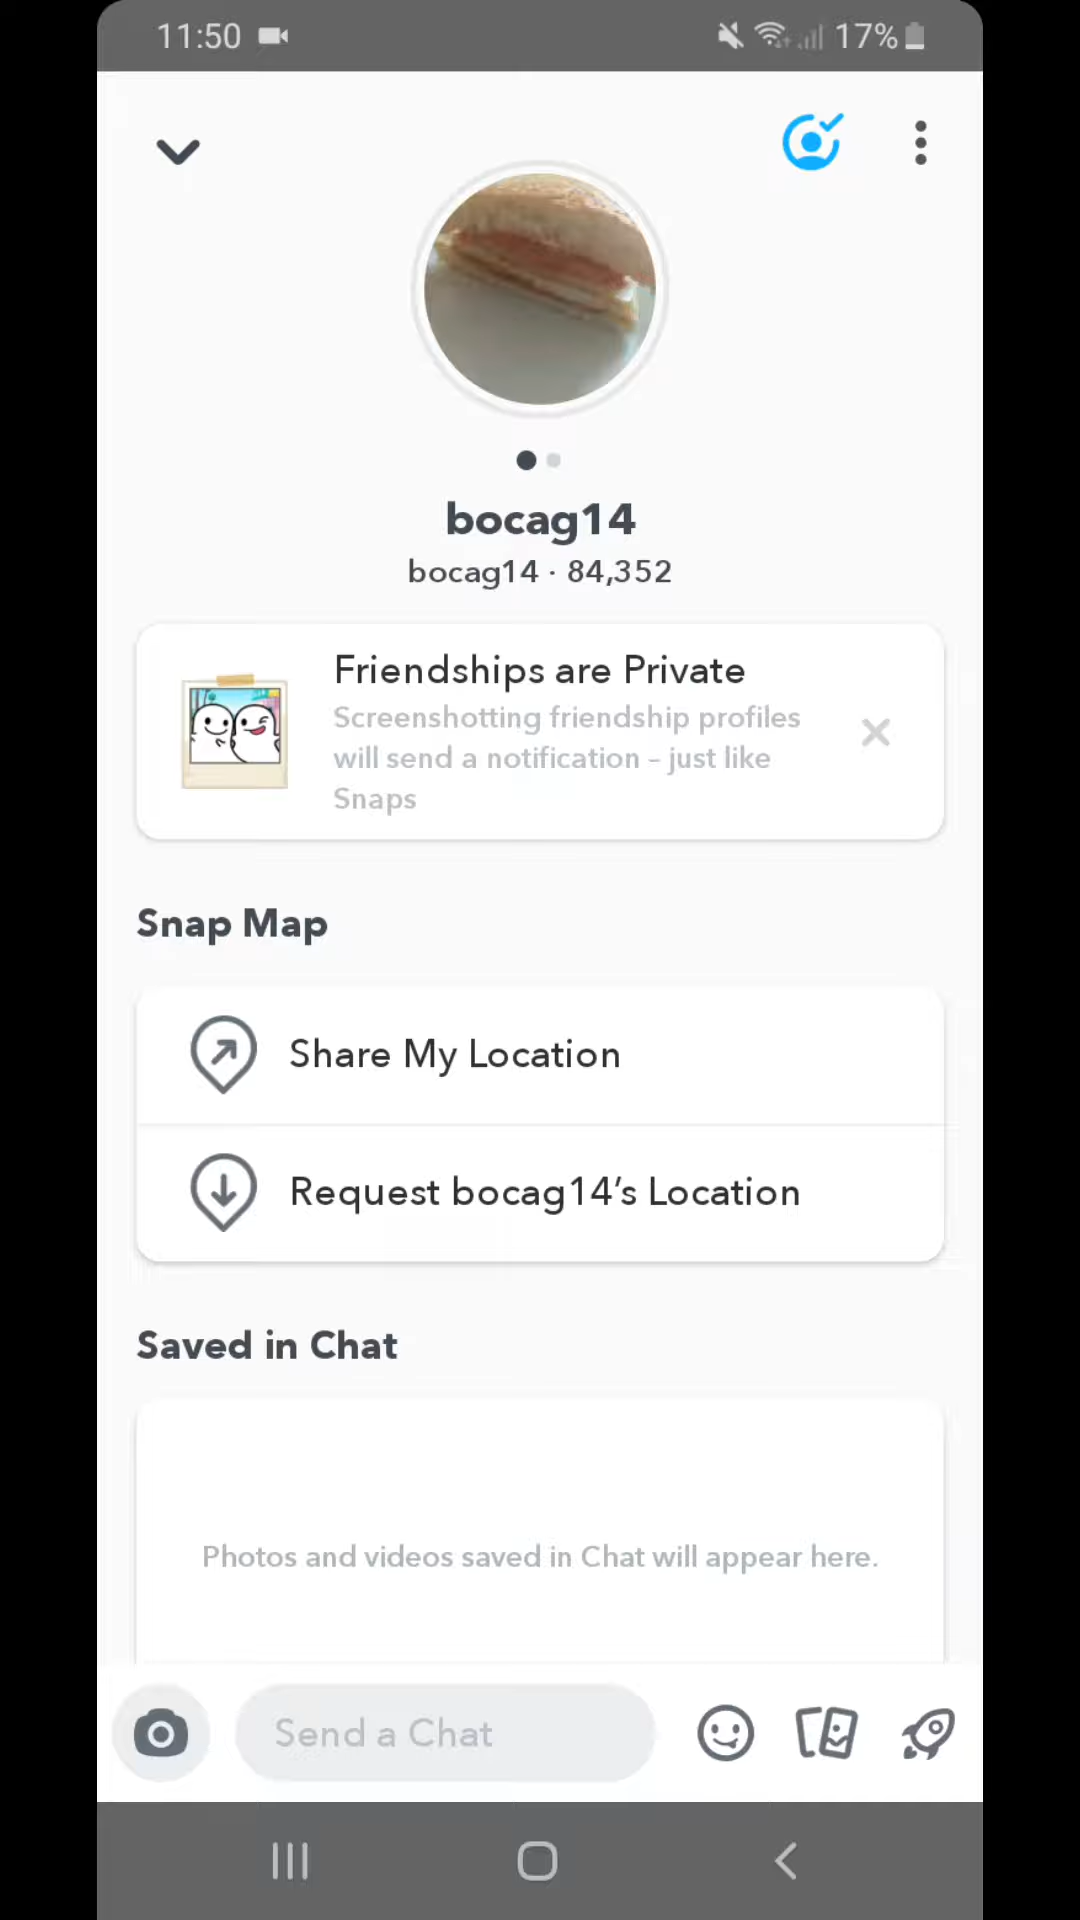 11:50 17%
bocag14
bocag14 · 84,352
Friendships are Private
Screenshotting friendship profiles
will send a notification – just like
Snaps
Snap Map
Share My Location
Request bocag14’s Location
Saved in Chat
Photos and videos saved in Chat will appear here.
Send a Chat